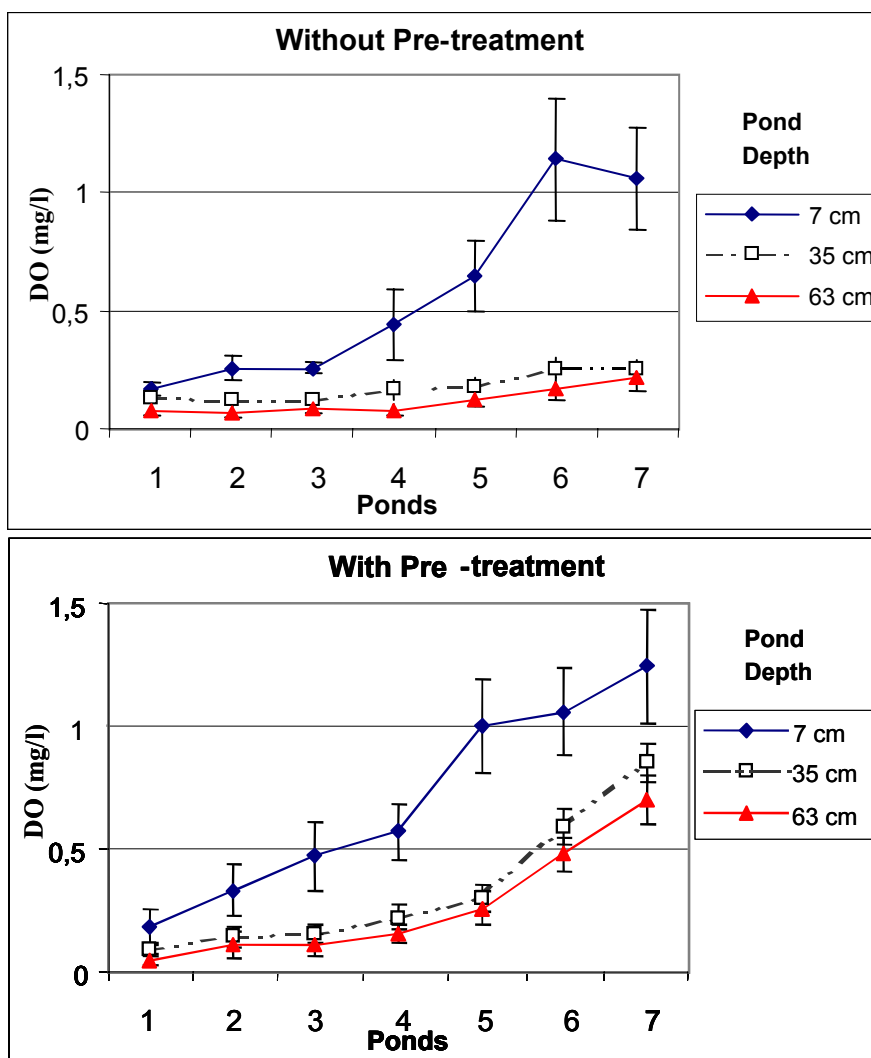 Without Pre-treatment
1,5
1
0,5
0
DO (mg/l)
1 2 3 4 5 6 7
Ponds
Pond
Depth
7 cm
35 cm
63 cm
With Pre -treatment
1,5
1
0,5
0
DO (mg/l)
1 2 3 4 5 6 7
Ponds
Pond
Depth
7 cm
35 cm
63 cm